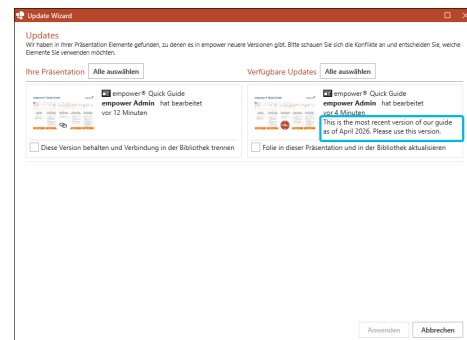 Update Wizard
Updates
Wir haben in Ihrer Präsentation Elemente gefunden, zu denen es in empower neuere Versionen gibt. Bitte schauen Sie sich die Konflikte an und entscheiden Sie, welche
Elemente Sie verwenden möchten.
Ihre Präsentation Alle auswählen
empower® Quick Guide
empower Admin hat bearbeitet
vor 12 Minuten
Diese Version behalten und Verbindung in der Bibliothek trennen
Verfügbare Updates Alle auswählen
empower® Quick Guide
empower Admin hat bearbeitet
vor 4 Minuten
This is the most recent version of our guide
as of April 2026. Please use this version.
Folie in dieser Präsentation und in der Bibliothek aktualisieren
Anwenden Abbrechen